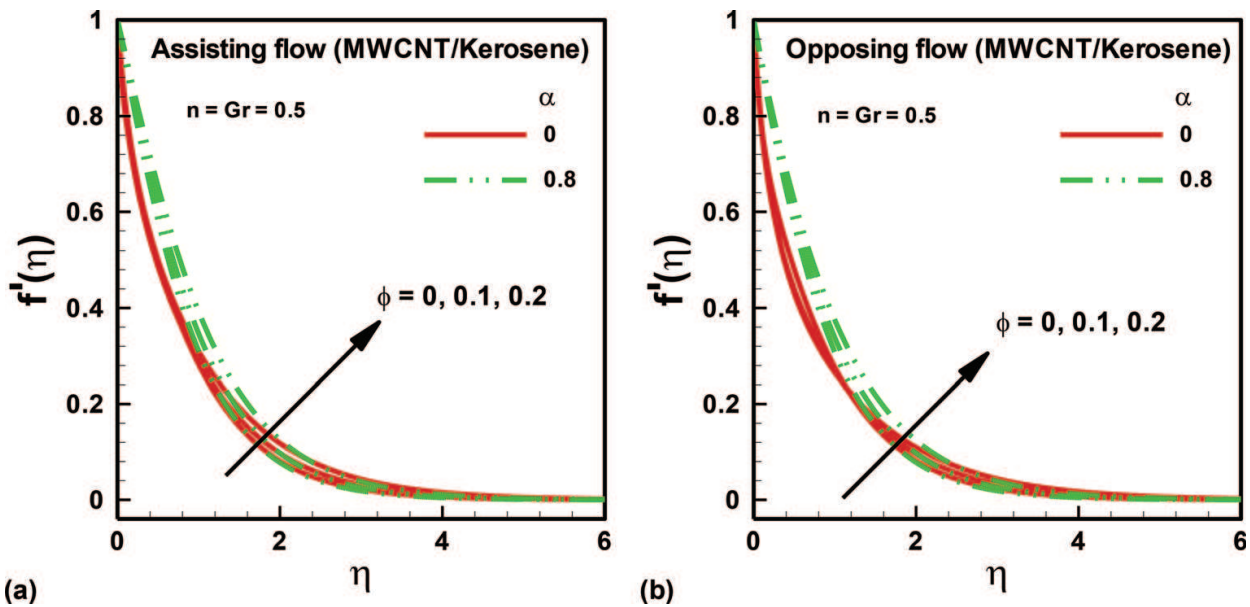 Assisting flow (MWCNT/Kerosene)
n = Gr = 0.5
α
0
0.8
ϕ = 0, 0.1, 0.2
f'(η)
1
0.8
0.6
0.4
0.2
0
0 2 4 6
η
(a)
Opposing flow (MWCNT/Kerosene)
n = Gr = 0.5
α
0
0.8
ϕ = 0, 0.1, 0.2
f'(η)
1
0.8
0.6
0.4
0.2
0
0 2 4 6
η
(b)